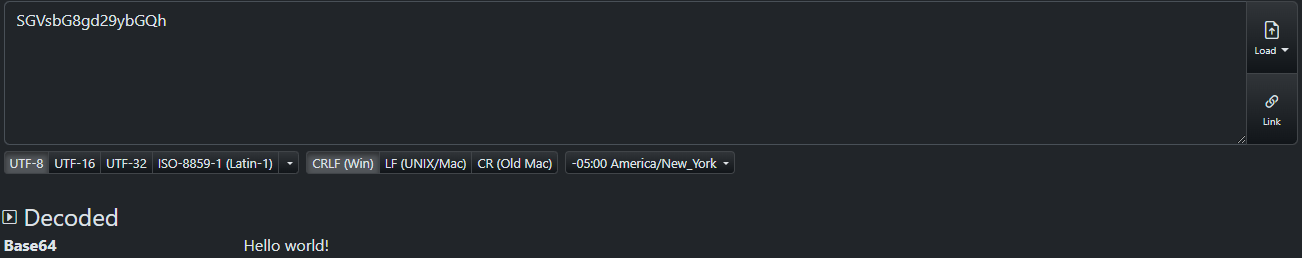 SGVsbG8gd29ybGQh
Load
Link
UTF-8 UTF-16 UTF-32 ISO-8859-1 (Latin-1) CRLF (Win) LF (UNIX/Mac) CR (Old Mac) -05:00 America/New_York
Decoded
Base64 Hello world!